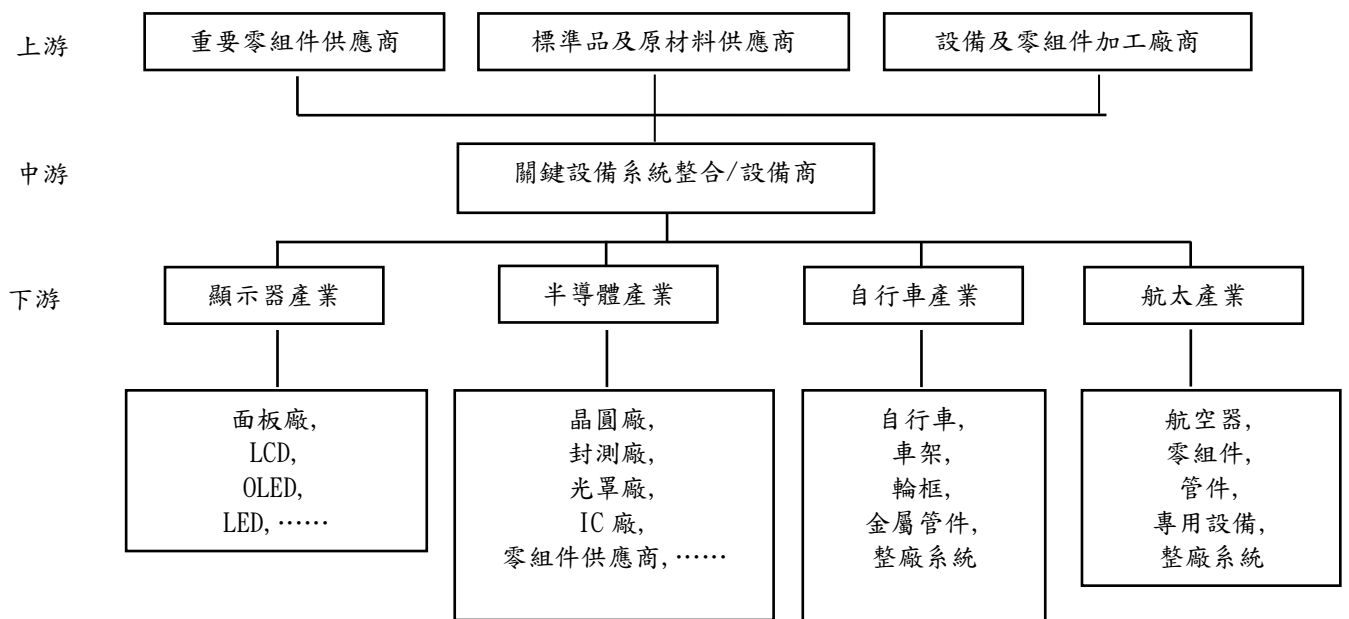 上游
重要零組件供應商
標準品及原材料供應商
設備及零組件加工廠商
中游
關鍵設備系統整合/設備商
下游
顯示器產業
半導體產業
自行車產業
航太產業
面板廠,
LCD,
OLED,
LED,……
晶圓廠,
封測廠,
光罩廠,
IC 廠,
零組件供應商,……
自行車,
車架,
輪框,
金屬管件,
整廠系統
航空器,
零組件,
管件,
專用設備,
整廠系統